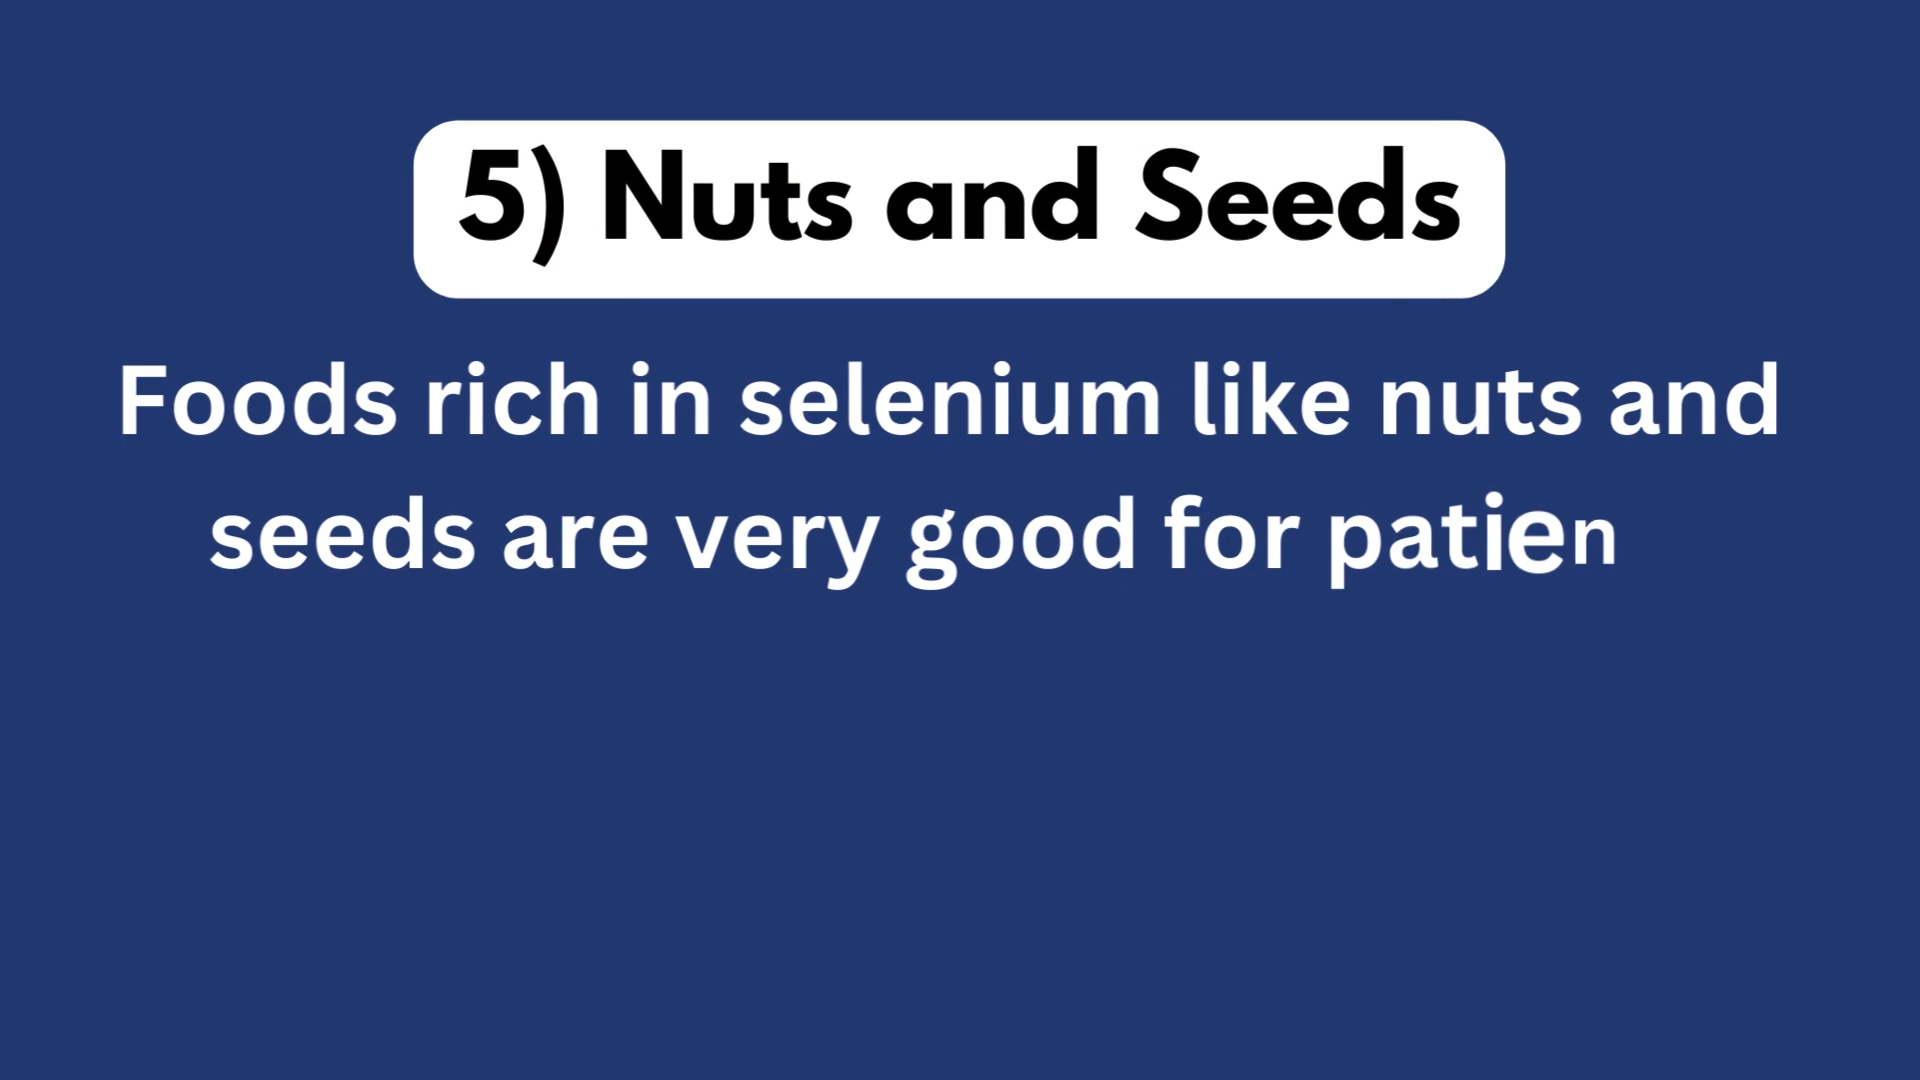 5) Nuts and Seeds
Foods rich in selenium like nuts and
seeds are very good for patien